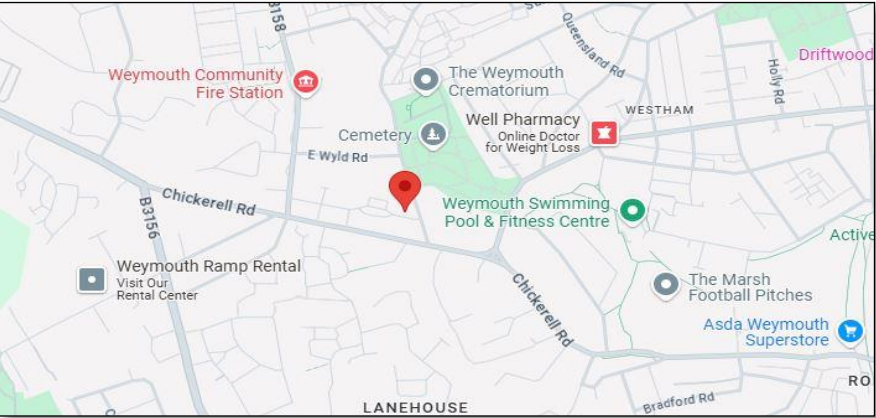 B3158
Queensland Rd
Driftwood
Weymouth Community
Fire Station
The Weymouth
Crematorium
Holly Rd
WESTHAM
Well Pharmacy
Online Doctor
for Weight Loss
Cemetery
E Wyld Rd
Chickerell Rd
B3156
Weymouth Swimming
Pool & Fitness Centre
Active
Weymouth Ramp Rental
Visit Our
Rental Center
The Marsh
Football Pitches
Chickerell Rd
Asda Weymouth
Superstore
RO
LANEHOUSE
Bradford Rd